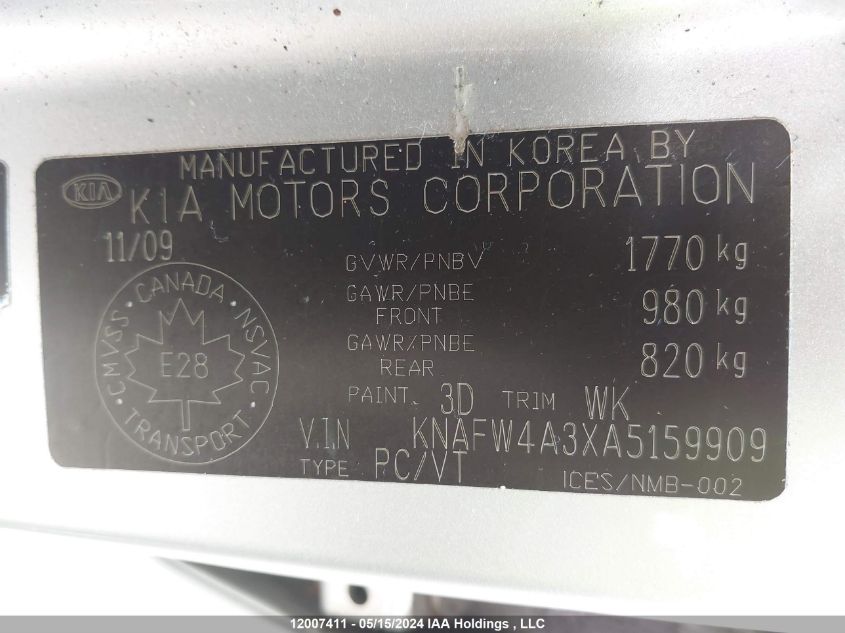 MANUFACTURED IN KOREA BY
KIA KIA MOTORS CORPORATION
11/09
GVWR/PNBV 1770 kg
GAWR/PNBE
FRONT 980 kg
GAWR/PNBE
REAR 820 kg
CANADA
CMVSS NSVAC
E28
TRANSPORT
PAINT. 3D TRIM WK
V.I.N KNAFW4A3XA5159909
TYPE PC/VT
ICES/NMB-002
12007411 - 05/15/2024 IAA Holdings, LLC